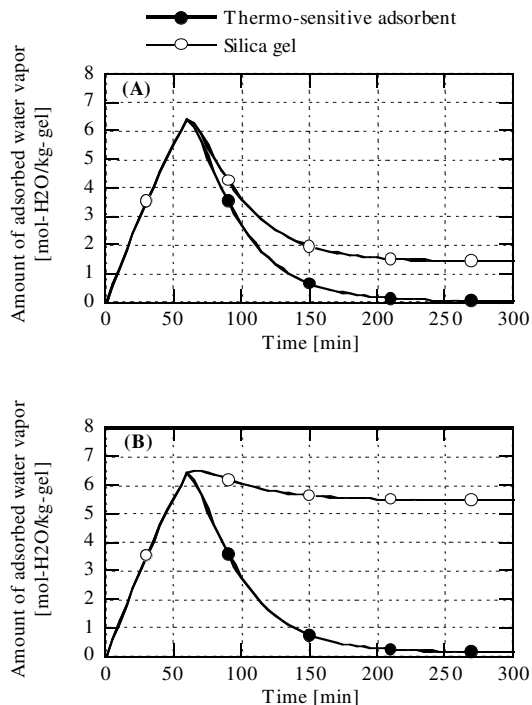 Thermo-sensitive adsorbent
Silica gel
Amount of adsorbed water vapor
[mol-H2O/kg- gel]
8
7
6
5
4
3
2
1
0
(A)
0 50 100 150 200 250 300
Time [min]
Amount of adsorbed water vapor
[mol-H2O/kg-gel]
8
7
6
5
4
3
2
1
0
(B)
0 50 100 150 200 250 300
Time [min]